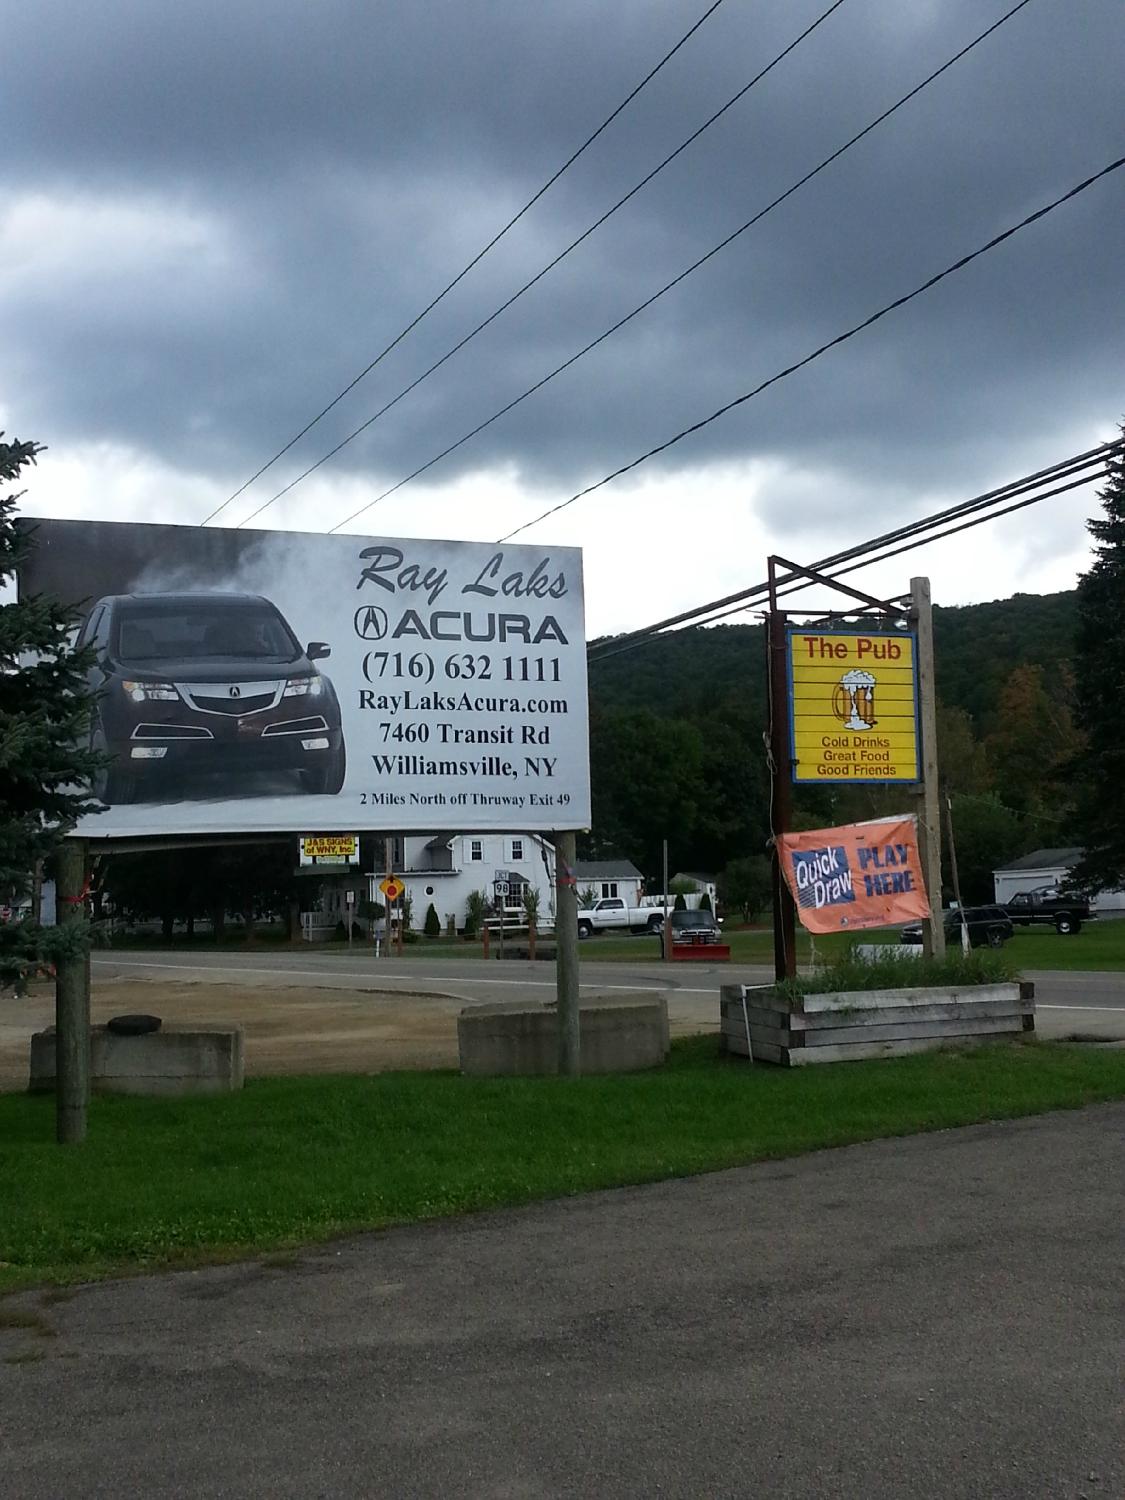 Ray Laks
ACURA
(716) 632 1111
RayLaksAcura.com
7460 Transit Rd
Williamsville, NY
2 Miles North off Thruway Exit 49
The Pub
Cold Drinks
Great Food
Good Friends
Quick
Draw
PLAY
HERE
J&S SIGNS
of WNY, Inc.
JCT
98